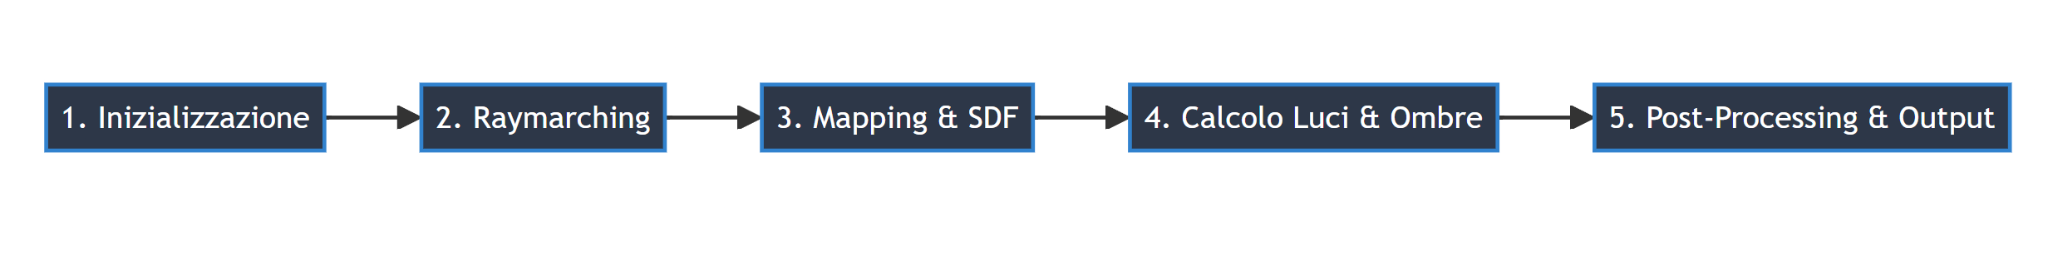 1. Inizializzazione
2. Raymarching
3. Mapping & SDF
4. Calcolo Luci & Ombre
5. Post-Processing & Output